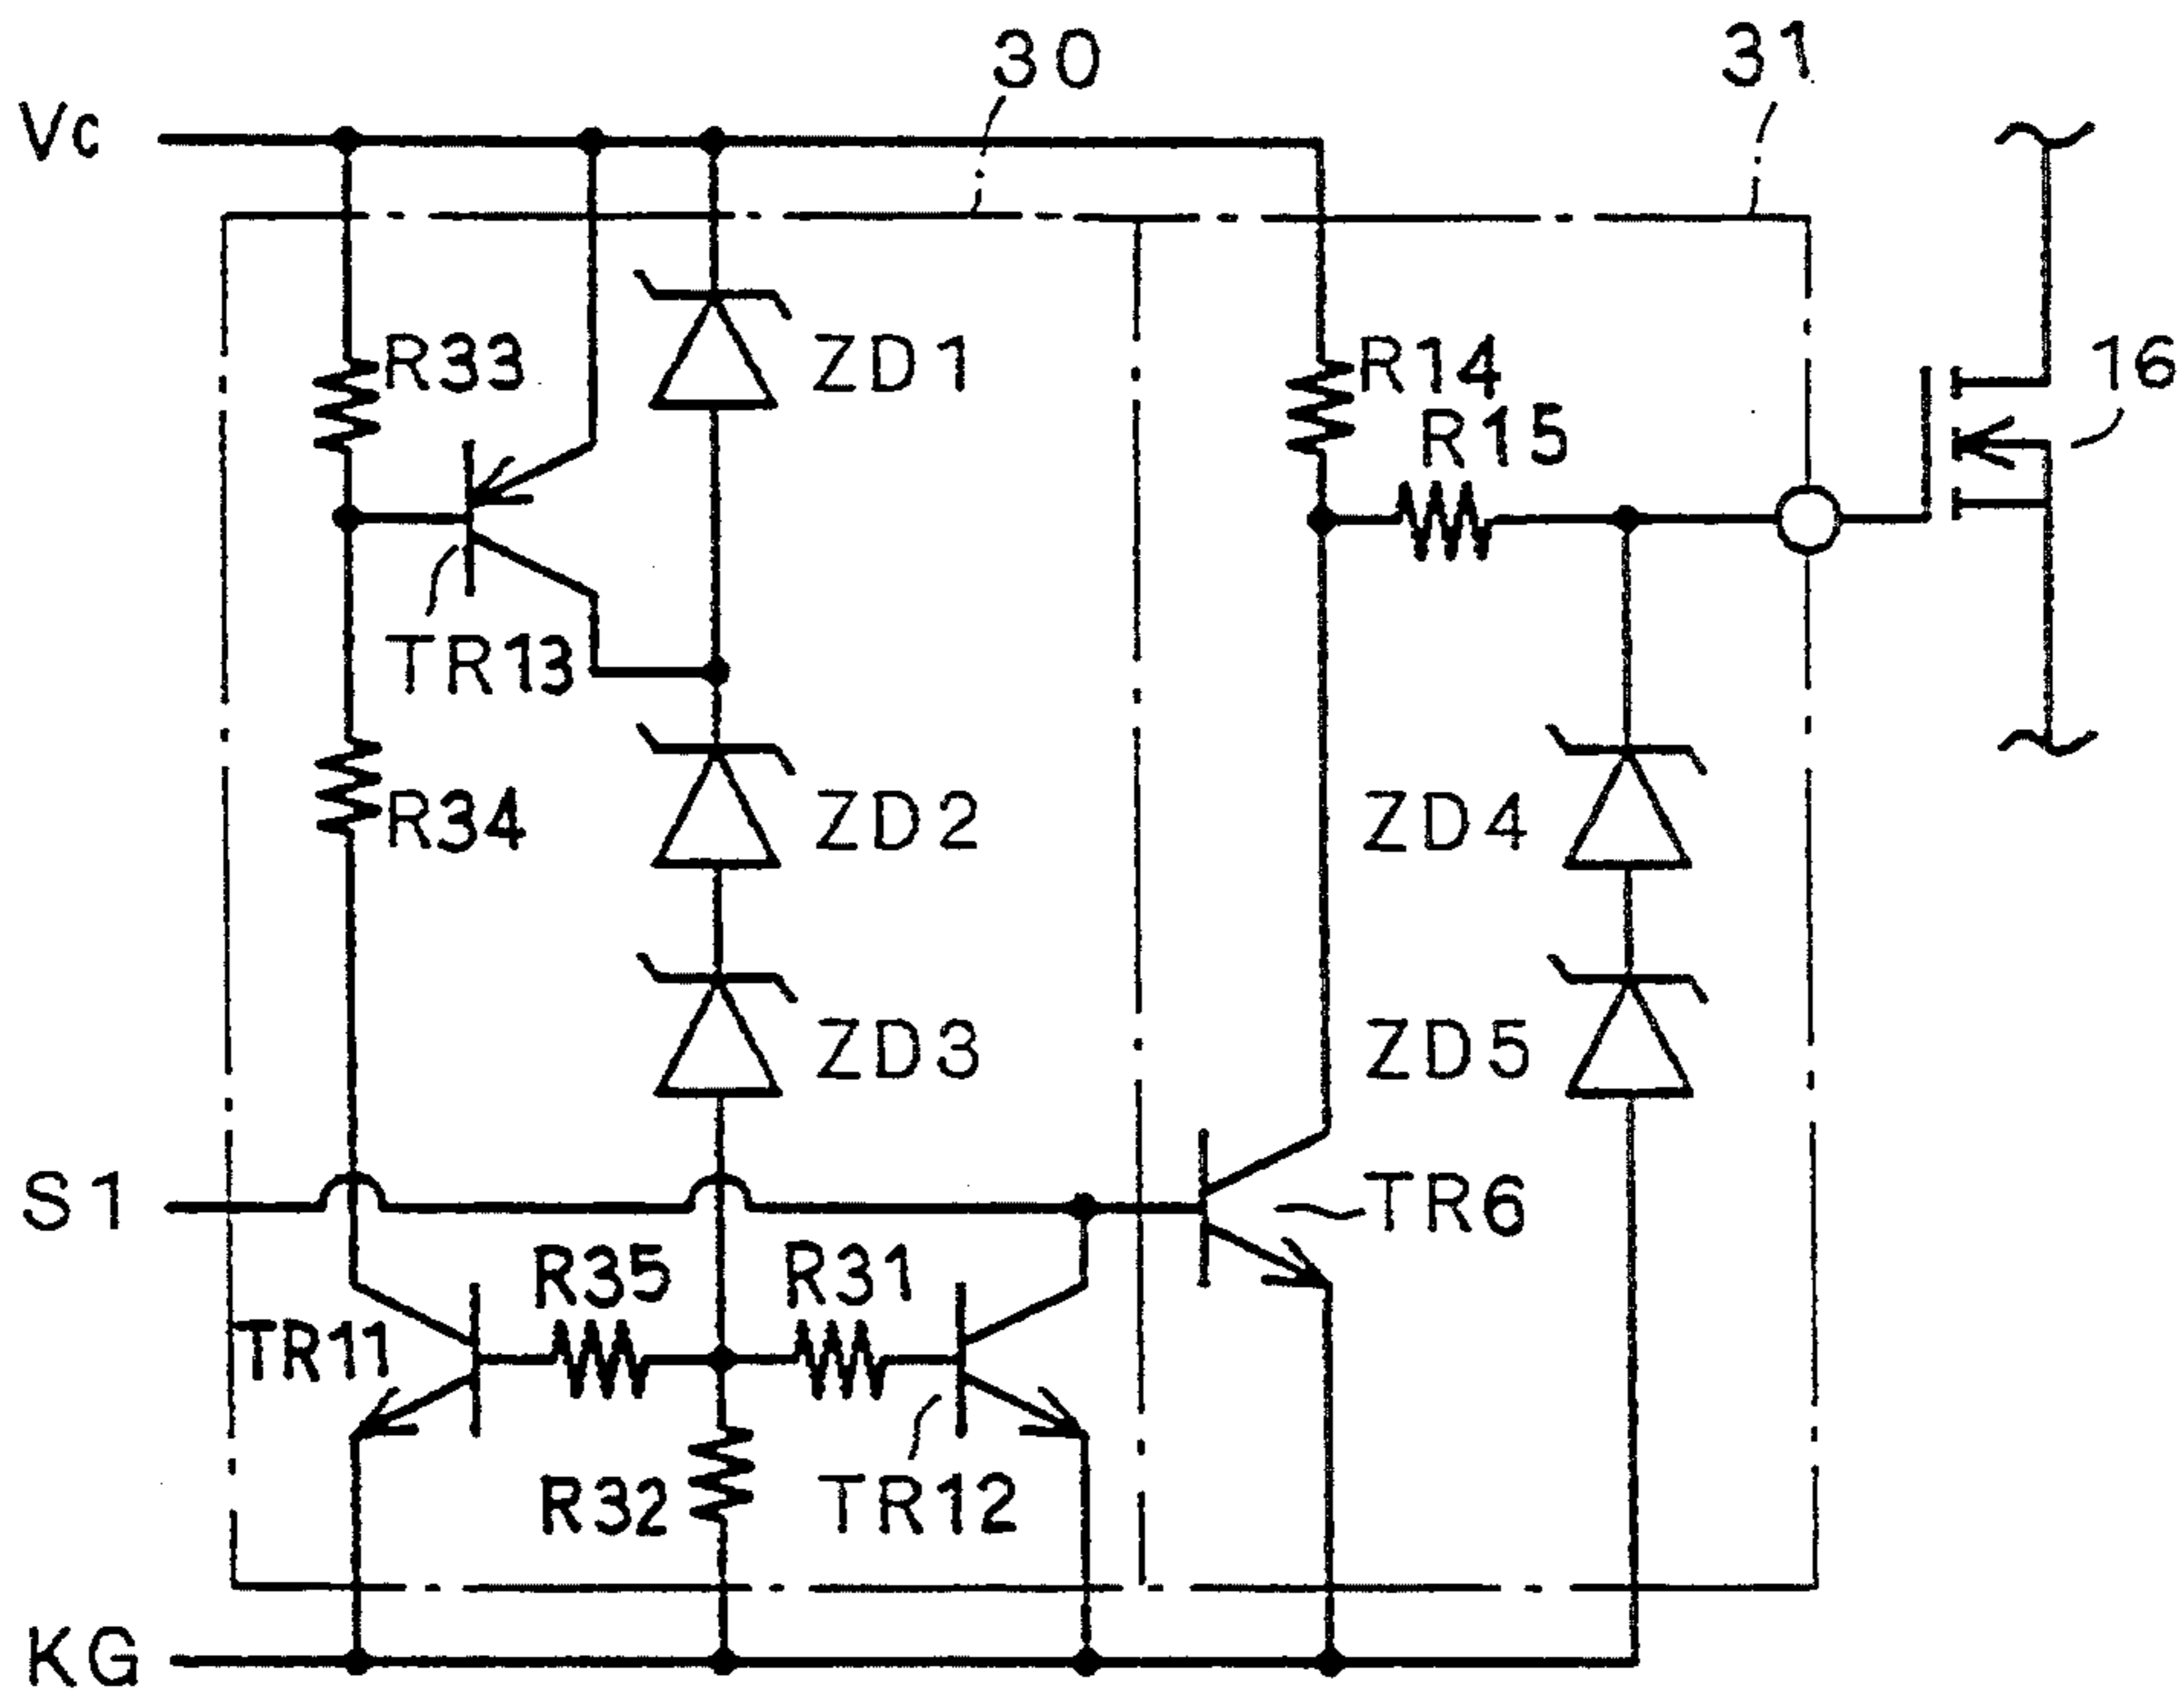 30
31
Vc
R33
ZD1
R14
16
R15
TR13
R34
ZD2
ZD4
ZD3
ZD5
S1
TR6
R35
R31
TR11
R32
TR12
KG